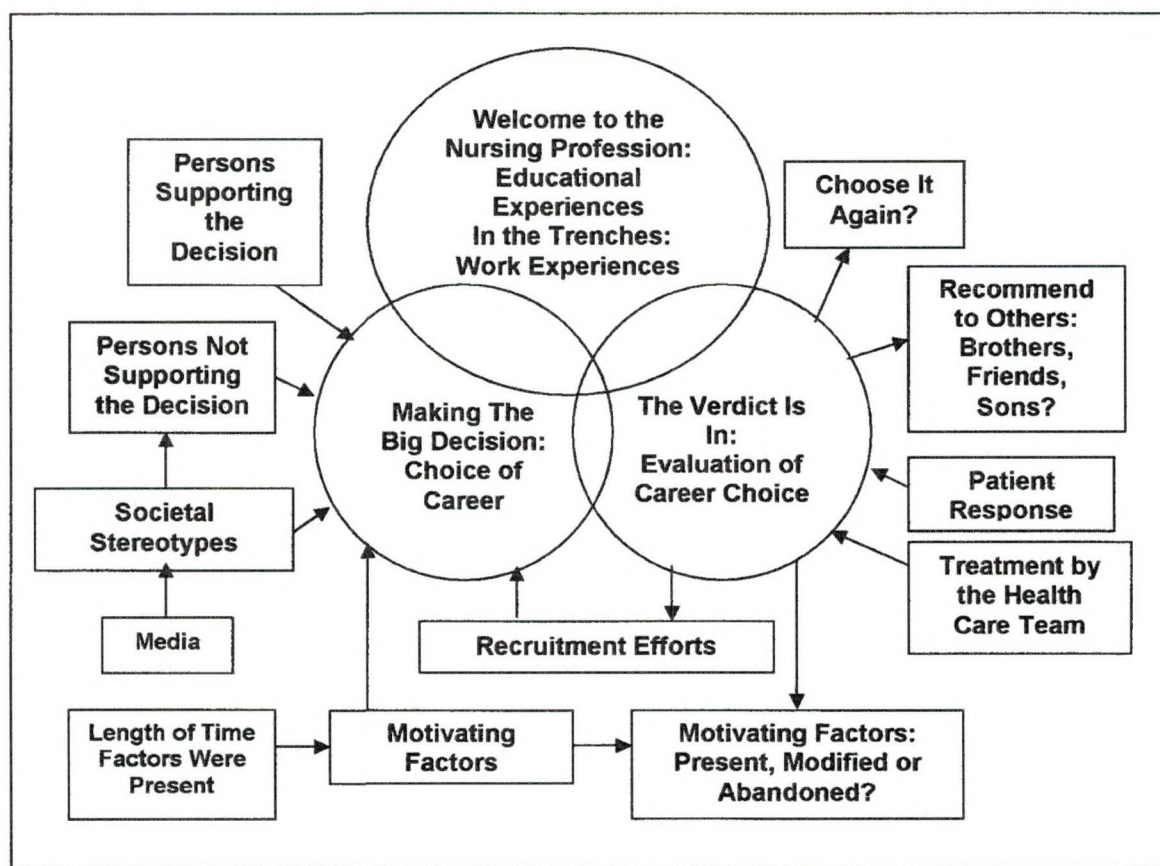 Welcome to the
Nursing Profession:
Educational
Experiences
In the Trenches:
Work Experiences
Persons
Supporting
the
Decision
Choose It
Again?
Persons Not
Supporting
the Decision
Recommend
to Others:
Brothers,
Friends,
Sons?
Making The
Big Decision:
Choice of
Career
The Verdict Is
In:
Evaluation of
Career Choice
Societal
Stereotypes
Patient
Response
Media
Recruitment Efforts
Treatment by
the Health
Care Team
Length of Time
Factors Were
Present
Motivating
Factors
Motivating Factors:
Present, Modified or
Abandoned?